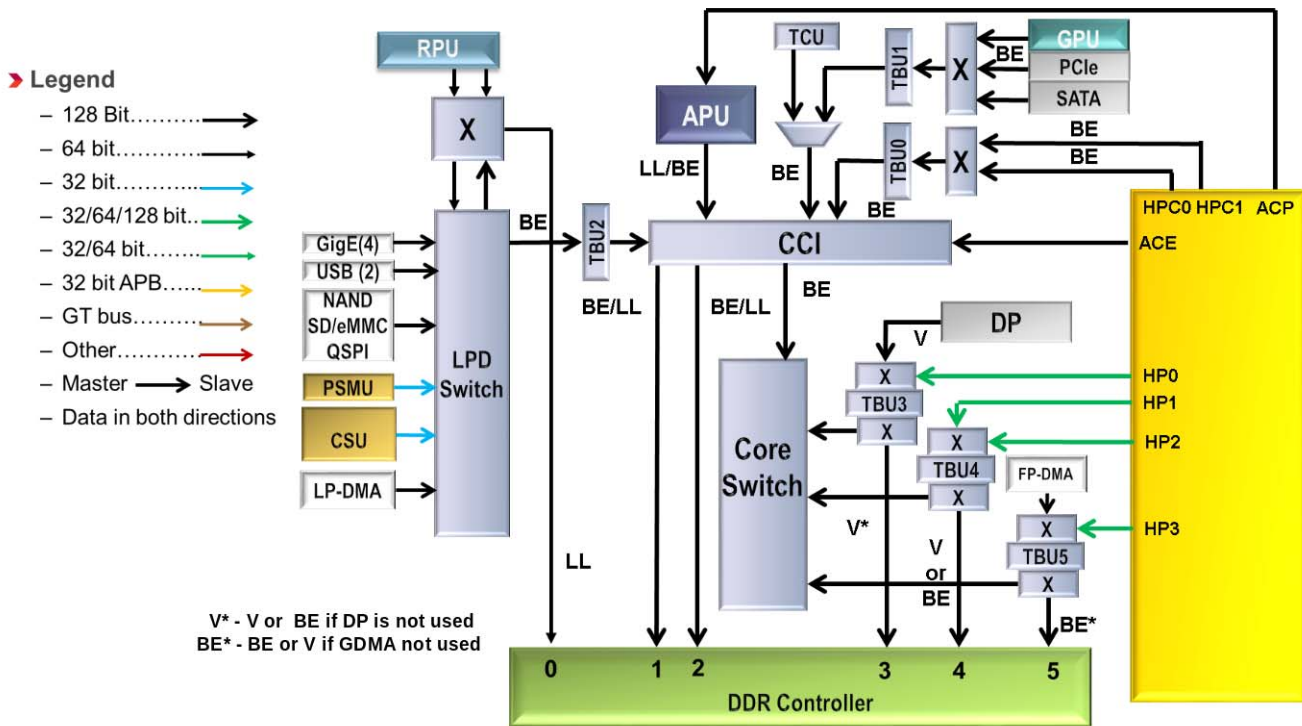 Legend
– 128 Bit..........
– 64 bit............
– 32 bit............
– 32/64/128 bit..
– 32/64 bit.......
– 32 bit APB......
– GT bus.........
– Other............
– Master Slave
– Data in both directions
RPU
X
GigE(4)
USB (2)
NAND
SD/eMMC
QSPI
PSMU
CSU
LP-DMA
LPD
Switch
BE
TBU2
LL
APU
LL/BE
TCU
BE
TBU1
X
BE
BE
GPU
PCIe
SATA
TBU0
X
BE
BE
BE
CCI
BE/LL
BE/LL
BE
HPC0 HPC1 ACP
ACE
HP0
HP1
HP2
HP3
DP
V
X
TBU3
X
X
TBU4
X
FP-DMA
X
TBU5
X
Core
Switch
V*
V
or
BE
BE*
V* - V or BE if DP is not used
BE* - BE or V if GDMA not used
0 1 2 3 4 5
DDR Controller